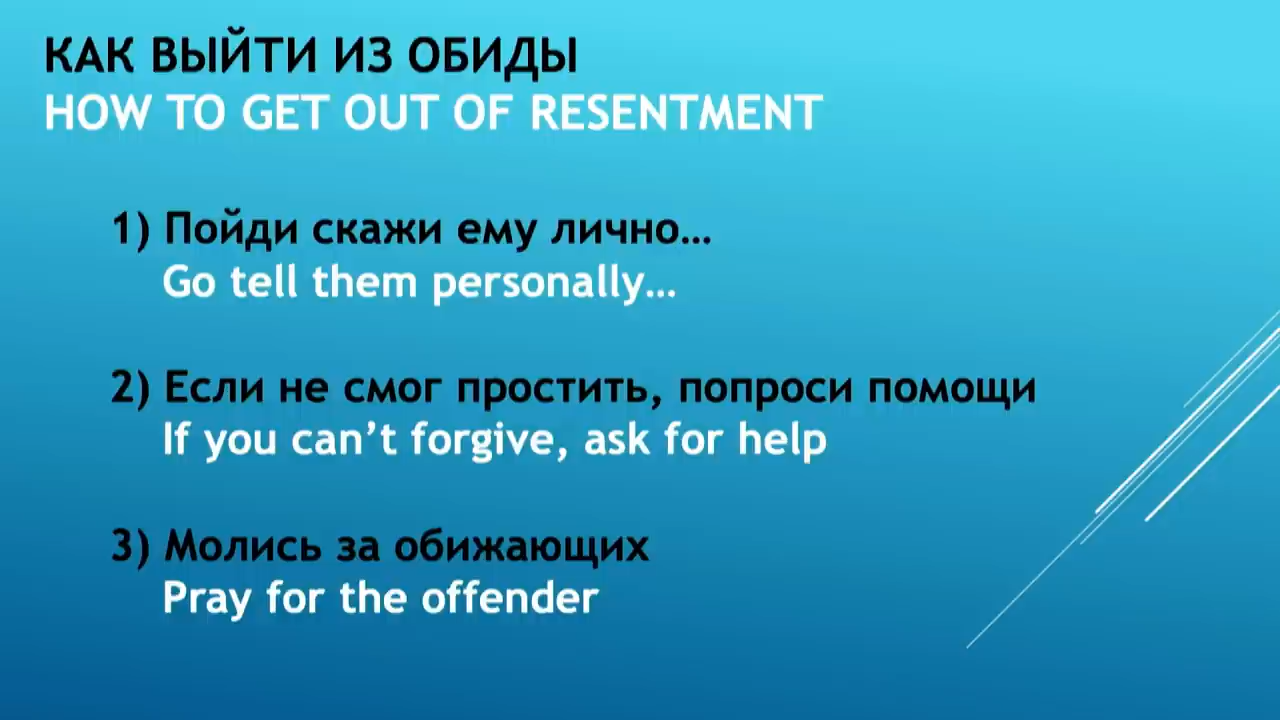 КАК ВЫЙТИ ИЗ ОБИДЫ
HOW TO GET OUT OF RESENTMENT
1) Пойди скажи ему лично…
Go tell them personally…
2) Если не смог простить, попроси помощи
If you can’t forgive, ask for help
3) Молись за обижающих
Pray for the offender